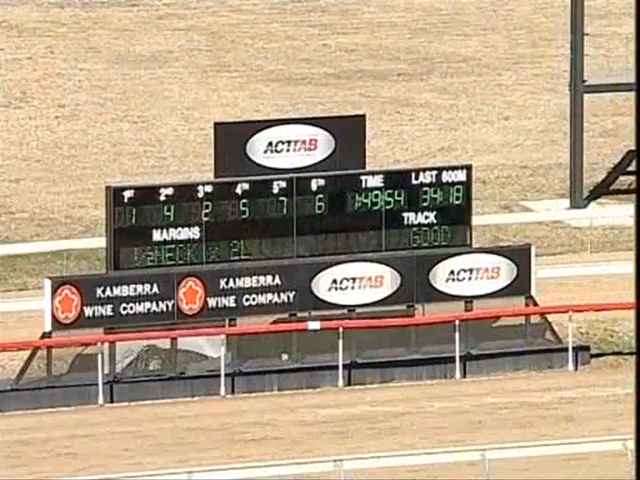 ACTTAB
1ST 2ND 3RD 4TH 5TH 6TH TIME LAST 600M
1 4 2 5 7 6 1:49:54 34:18
MARGINS TRACK
NECK 2L GOOD
KAMBERRA WINE COMPANY KAMBERRA WINE COMPANY ACTTAB ACTTAB